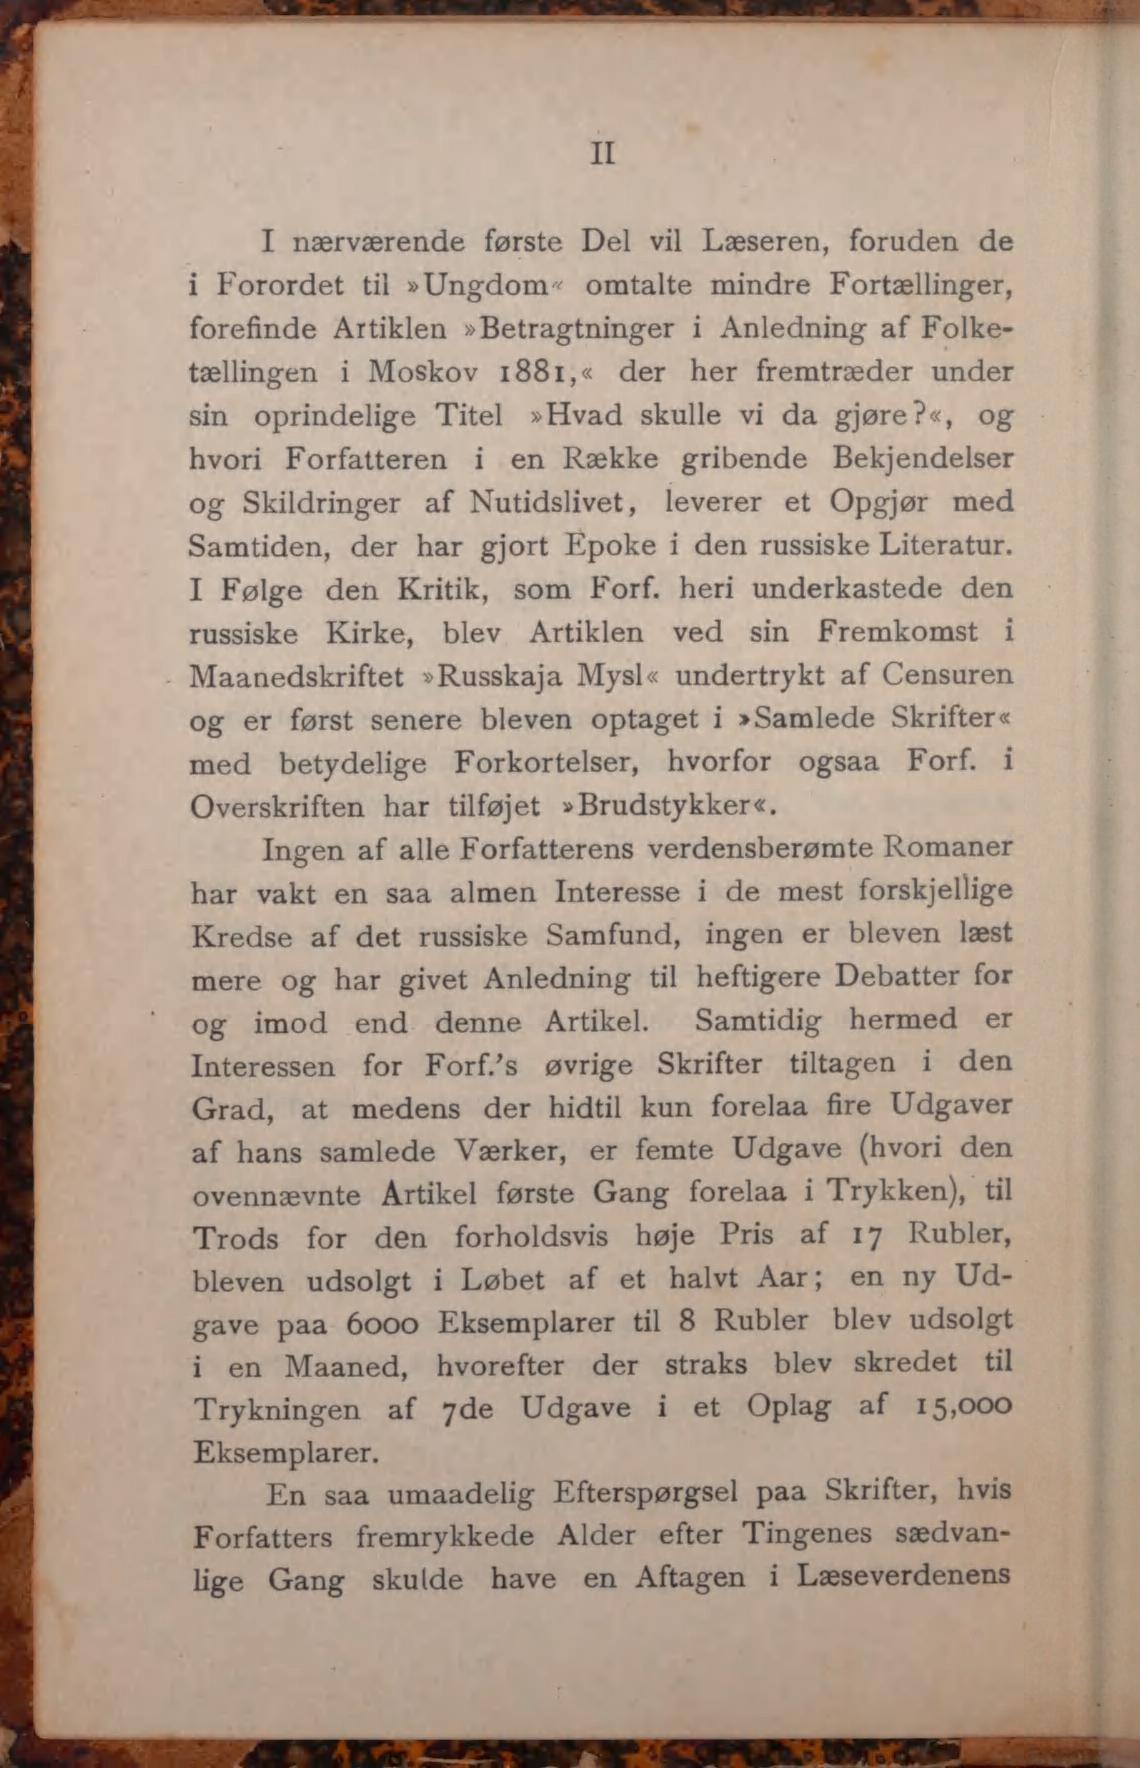 II
I nærværende første Del vil Læseren, foruden de
i Forordet til »Ungdom« omtalte mindre Fortællinger,
forefinde Artiklen »Betragtninger i Anledning af Folke-
tællingen i Moskov 1881,« der her fremtræder under
sin oprindelige Titel »Hvad skulle vi da gjøre?«, og
hvori Forfatteren i en Række gribende Bekjendelser
og Skildringer af Nutidslivet, leverer et Opgjør med
Samtiden, der har gjort Epoke i den russiske Literatur.
I Følge den Kritik, som Forf. heri underkastede den
russiske Kirke, blev Artiklen ved sin Fremkomst i
Maanedskriftet »Russkaja Mysl« undertrykt af Censuren
og er først senere bleven optaget i »Samlede Skrifter«
med betydelige Forkortelser, hvorfor ogsaa Forf. i
Overskriften har tilføjet »Brudstykker«.
Ingen af alle Forfatterens verdensberømte Romaner
har vakt en saa almen Interesse i de mest forskjellige
Kredse af det russiske Samfund, ingen er bleven læst
mere og har givet Anledning til heftigere Debatter for
og imod end denne Artikel. Samtidig hermed er
Interessen for Forf.'s øvrige Skrifter tiltagen i den
Grad, at medens der hidtil kun forelaa fire Udgaver
af hans samlede Værker, er femte Udgave (hvori den
ovennævnte Artikel første Gang forelaa i Trykken), til
Trods for den forholdsvis høje Pris af 17 Rubler,
bleven udsolgt i Løbet af et halvt Aar; en ny Ud-
gave paa 6000 Eksemplarer til 8 Rubler blev udsolgt
i en Maaned, hvorefter der straks blev skredet til
Trykningen af 7de Udgave i et Oplag af 15,000
Eksemplarer.
En saa umaadelig Efterspørgsel paa Skrifter, hvis
Forfatters fremrykkede Alder efter Tingenes sædvan-
lige Gang skulde have en Aftagen i Læseverdenens